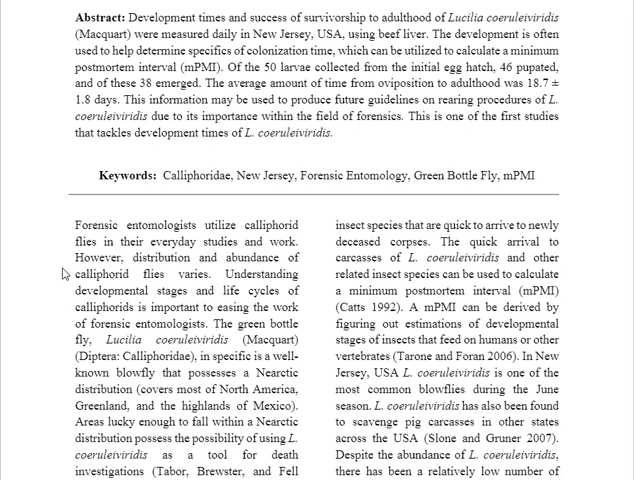 Abstract: Development times and success of survivorship to adulthood of Lucilia coeruleiviridis
(Macquart) were measured daily in New Jersey, USA, using beef liver. The development is often
used to help determine specifics of colonization time, which can be utilized to calculate a minimum
postmortem interval (mPMI). Of the 50 larvae collected from the initial egg hatch, 46 pupated,
and of these 38 emerged. The average amount of time from oviposition to adulthood was 18.7 ±
1.8 days. This information may be used to produce future guidelines on rearing procedures of L.
coeruleiviridis due to its importance within the field of forensics. This is one of the first studies
that tackles development times of L. coeruleiviridis.
Keywords: Calliphoridae, New Jersey, Forensic Entomology, Green Bottle Fly, mPMI
Forensic entomologists utilize calliphorid
flies in their everyday studies and work.
However, distribution and abundance of
calliphorid flies varies. Understanding
developmental stages and life cycles of
calliphorids is important to easing the work
of forensic entomologists. The green bottle
fly, Lucilia coeruleiviridis (Macquart)
(Diptera: Calliphoridae), in specific is a well-
known blowfly that possesses a Nearctic
distribution (covers most of North America,
Greenland, and the highlands of Mexico).
Areas lucky enough to fall within a Nearctic
distribution possess the possibility of using L.
coeruleiviridis as a tool for death
investigations (Tabor, Brewster, and Fell
insect species that are quick to arrive to newly
deceased corpses. The quick arrival to
carcasses of L. coeruleiviridis and other
related insect species can be used to calculate
a minimum postmortem interval (mPMI)
(Catts 1992). A mPMI can be derived by
figuring out estimations of developmental
stages of insects that feed on humans or other
vertebrates (Tarone and Foran 2006). In New
Jersey, USA L. coeruleiviridis is one of the
most common blowflies during the June
season. L. coeruleiviridis has also been found
to scavenge pig carcasses in other states
across the USA (Slone and Gruner 2007).
Despite the abundance of L. coeruleiviridis,
there has been a relatively low number of